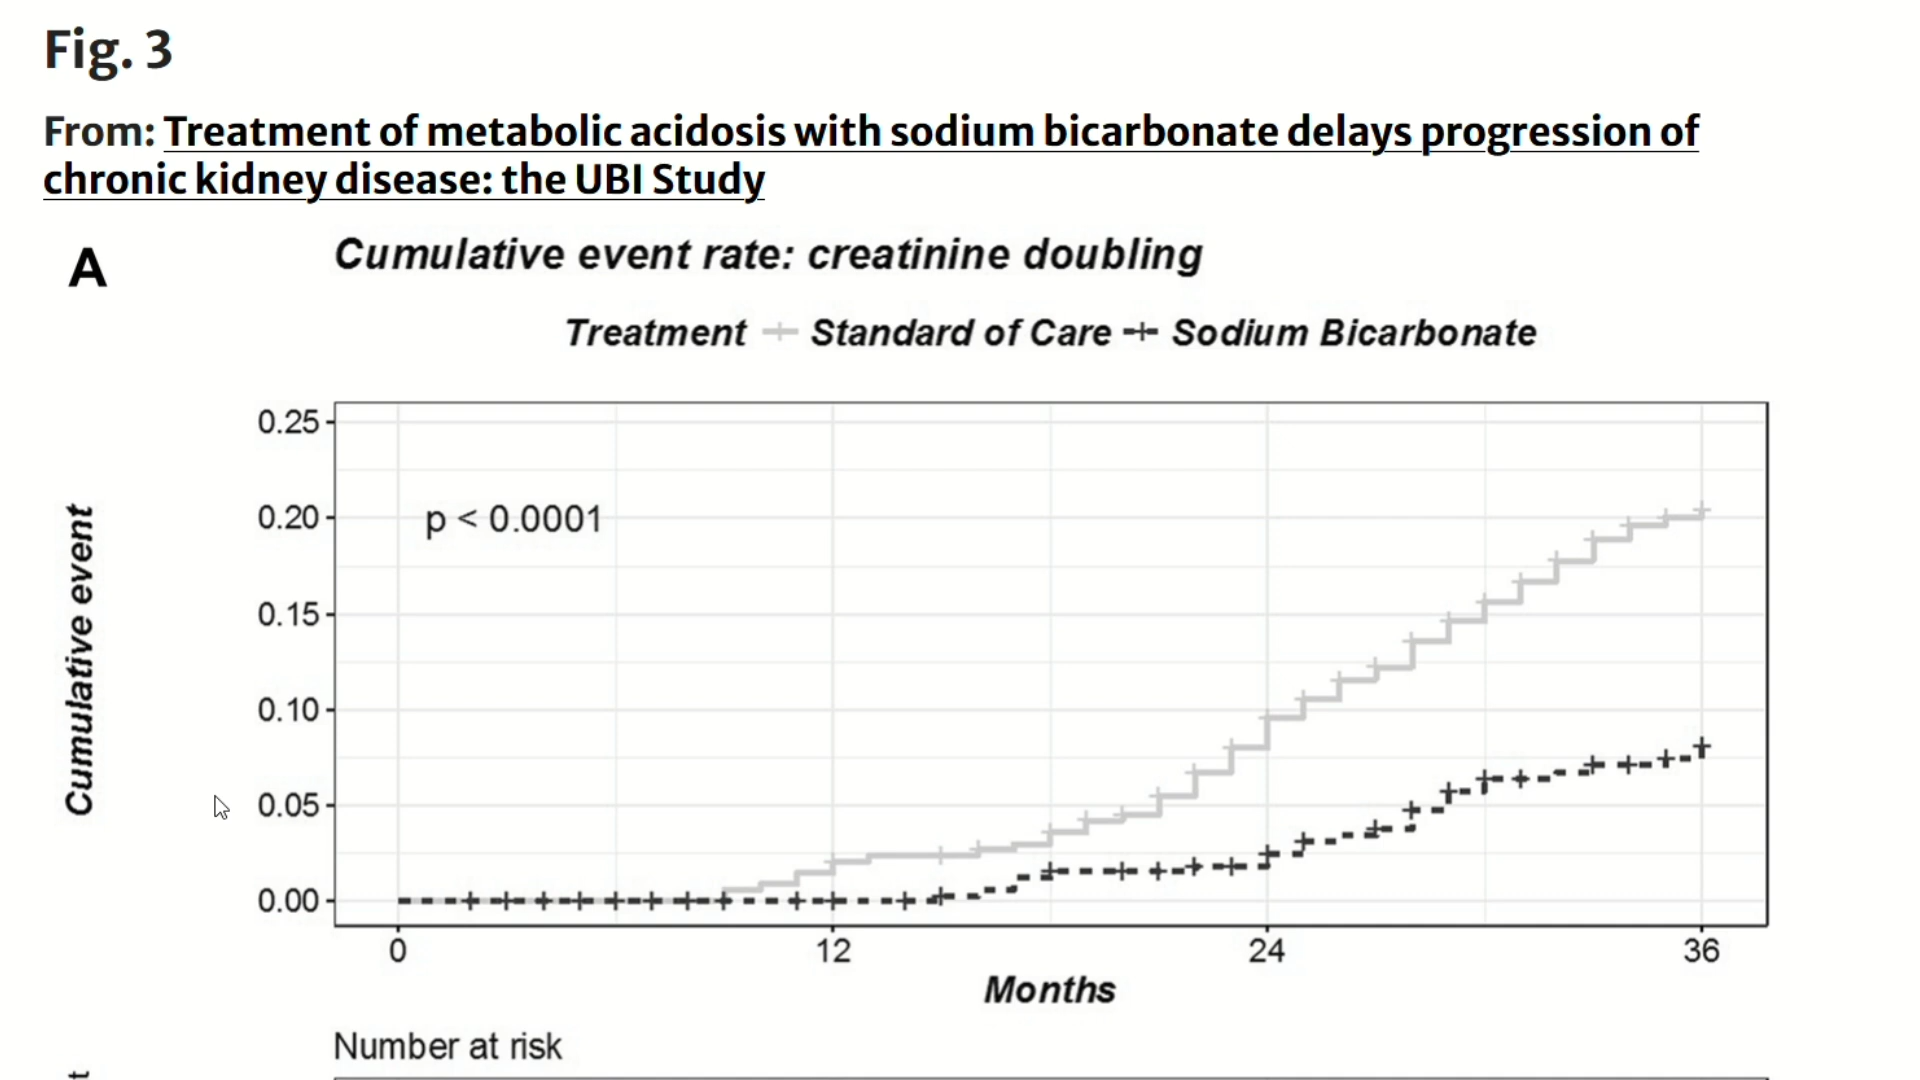 Fig. 3
From: Treatment of metabolic acidosis with sodium bicarbonate delays progression of
chronic kidney disease: the UBI Study
A
Cumulative event rate: creatinine doubling
Treatment Standard of Care Sodium Bicarbonate
Cumulative event
0.25
0.20
0.15
0.10
0.05
0.00
p < 0.0001
0 12 24 36
Months
Number at risk